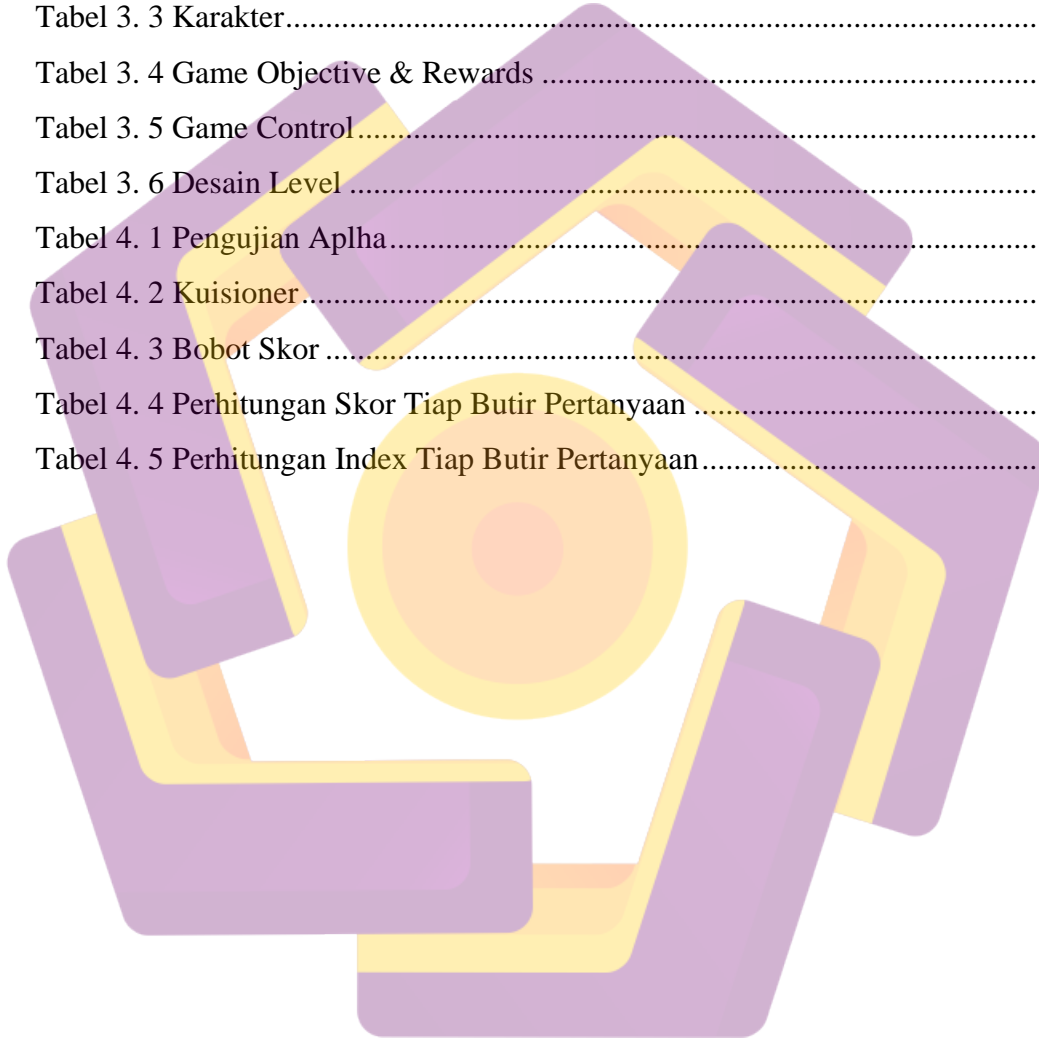 Tabel 3. 3 Karakter.......................................................................................................
Tabel 3. 4 Game Objective & Rewards ...................................................................
Tabel 3. 5 Game Control.............................................................................................
Tabel 3. 6 Desain Level ..............................................................................................
Tabel 4. 1 Pengujian Aplha.........................................................................................
Tabel 4. 2 Kuisioner....................................................................................................
Tabel 4. 3 Bobot Skor .................................................................................................
Tabel 4. 4 Perhitungan Skor Tiap Butir Pertanyaan ...............................................
Tabel 4. 5 Perhitungan Index Tiap Butir Pertanyaan..............................................